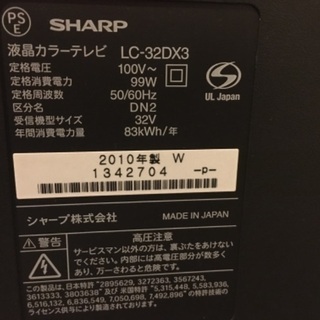 PS
E
SHARP
液晶カラーテレビ LC-32DX3
定格電圧 : 100V~
定格消費電力 : 99W
定格周波数 : 50/60Hz
区分名 : DN2
受信機型サイズ : 32V
年間消費電力量 : 83kWh/年
UL Japan
2010年製 W
1342704 -p-
シャープ株式会社 MADE IN JAPAN
警告
高圧注意
サービスマン以外の方は、裏ぶたをあけないで
ください。内部には高電圧部分が数多く
あり、万一さわると危険です。